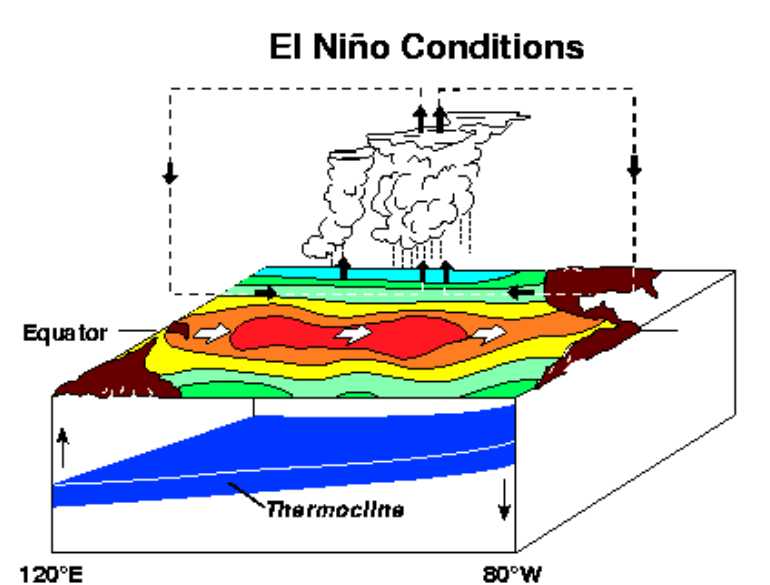 El Niño Conditions
Equator
Thermocline
120°E
80°W